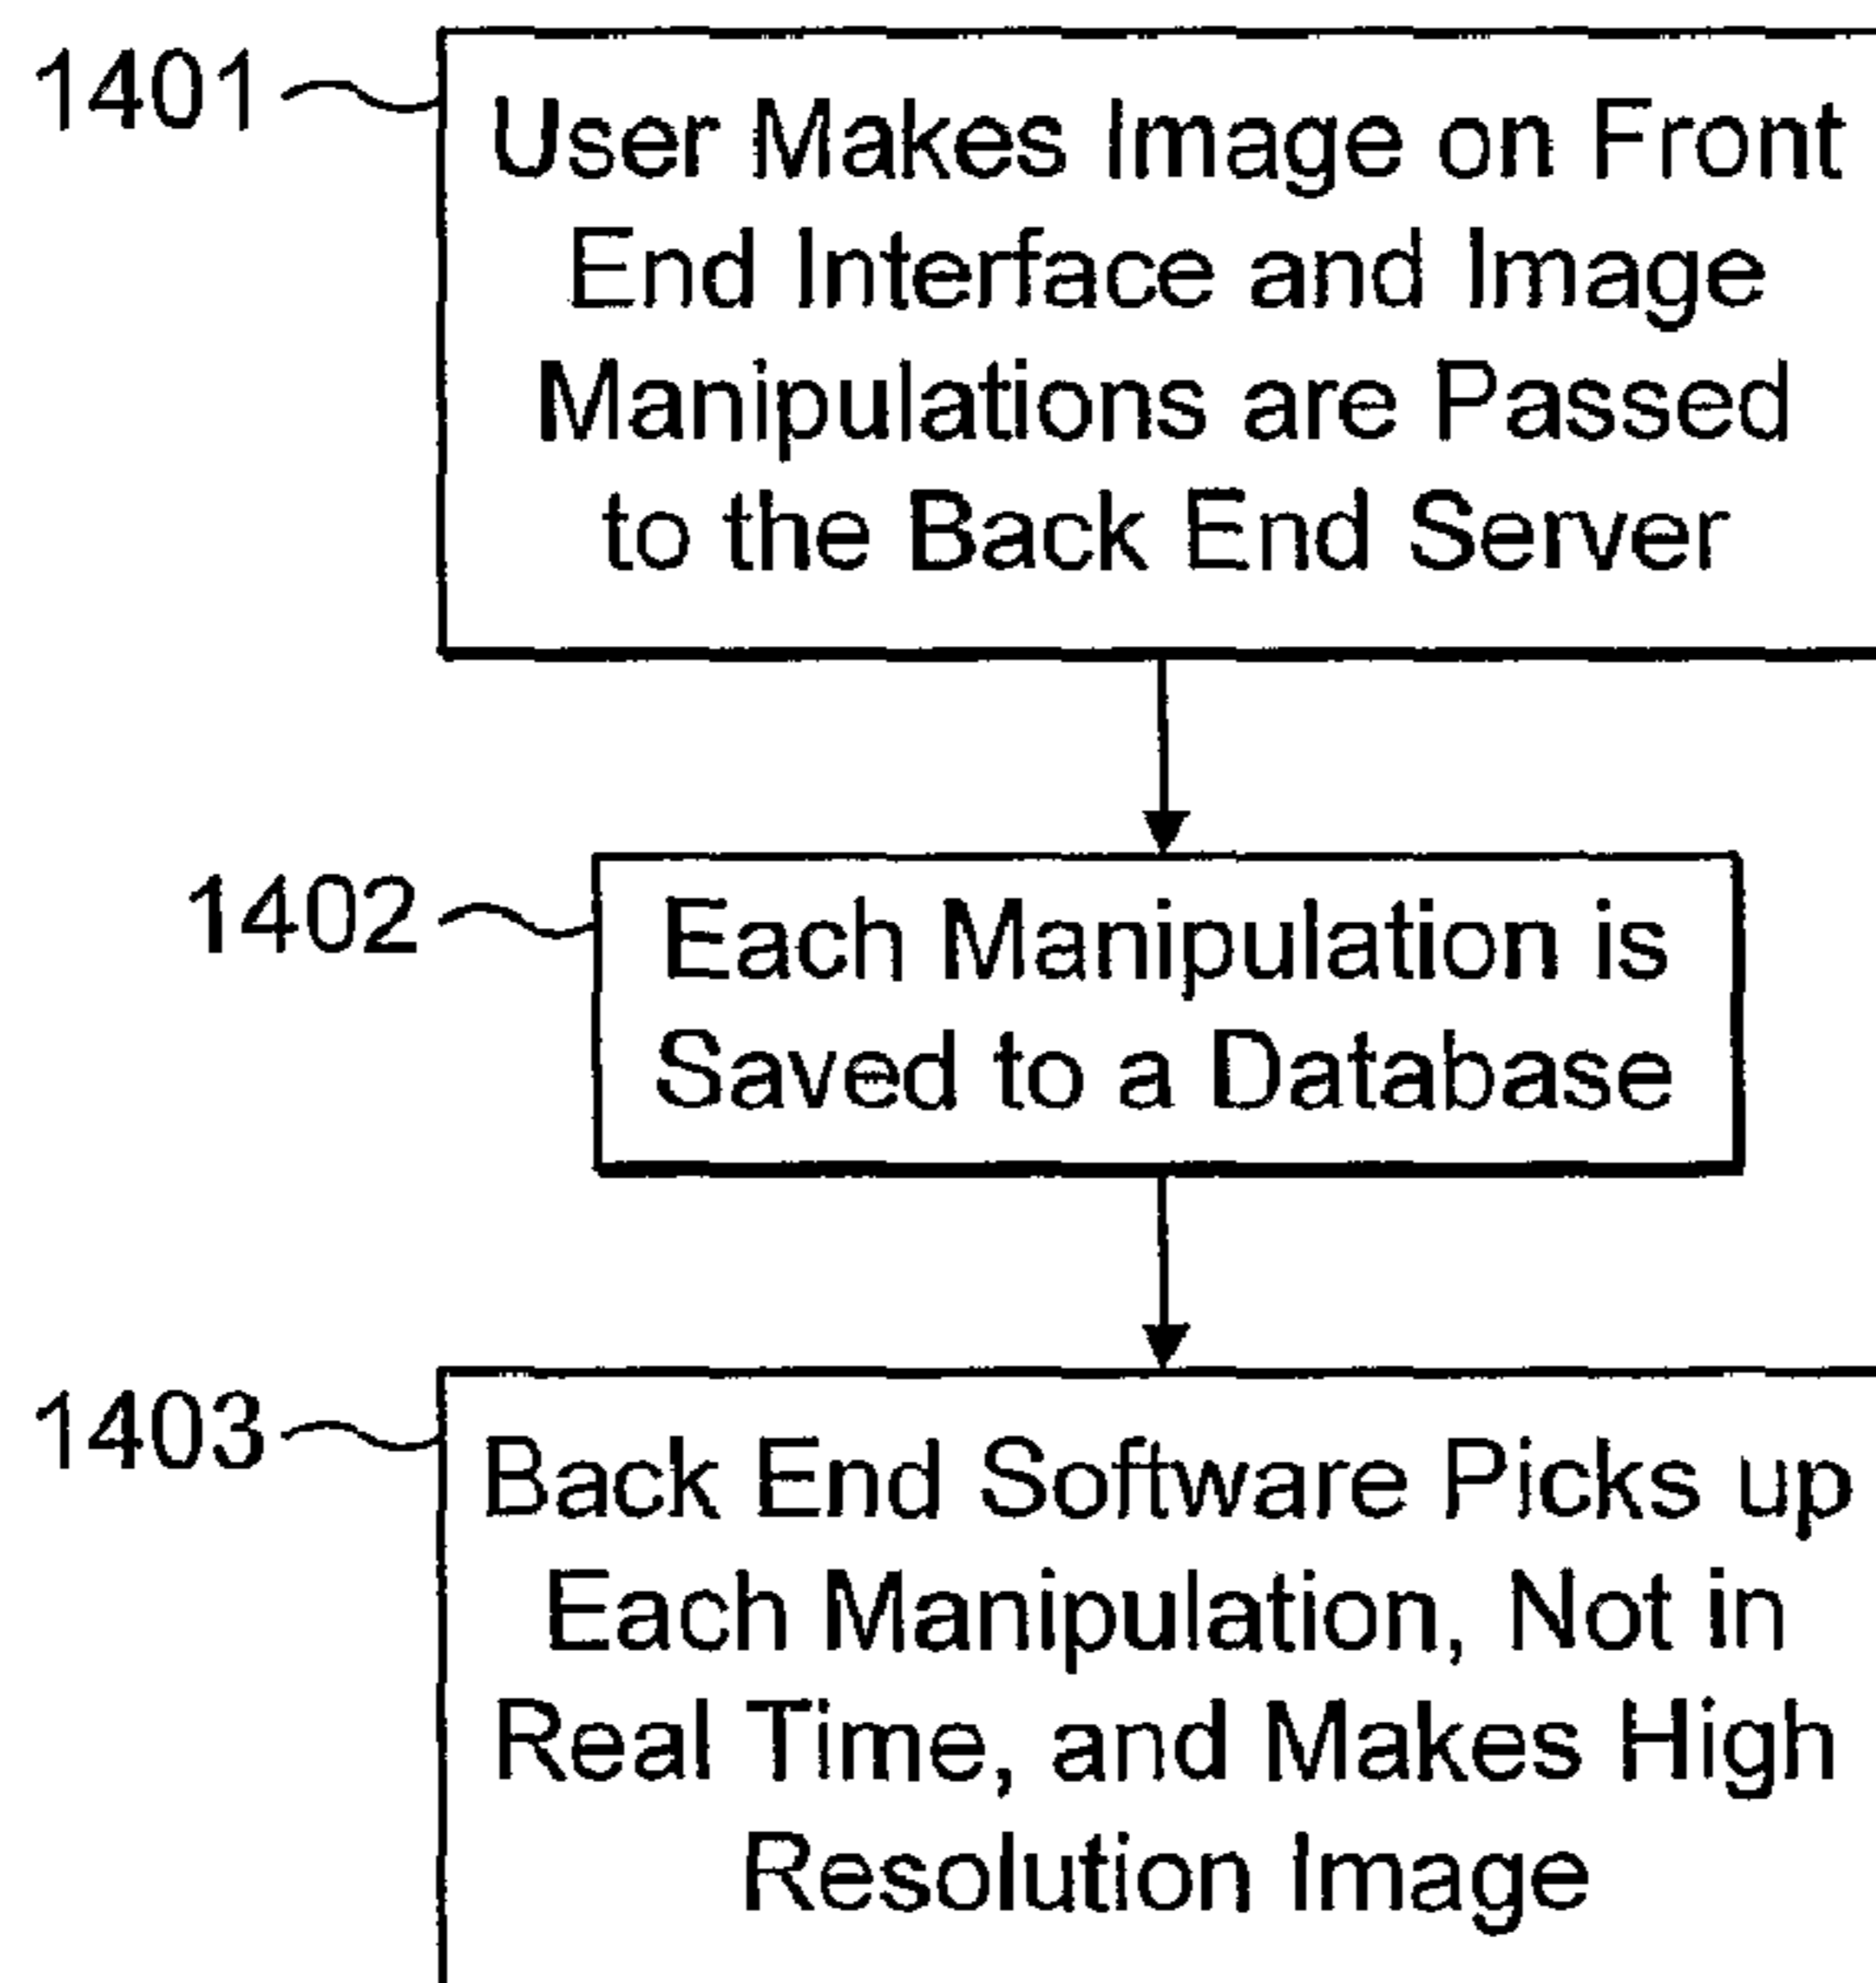 1401
User Makes Image on Front
End Interface and Image
Manipulations are Passed
to the Back End Server
1402
Each Manipulation is
Saved to a Database
1403
Back End Software Picks up
Each Manipulation, Not in
Real Time, and Makes High
Resolution Image